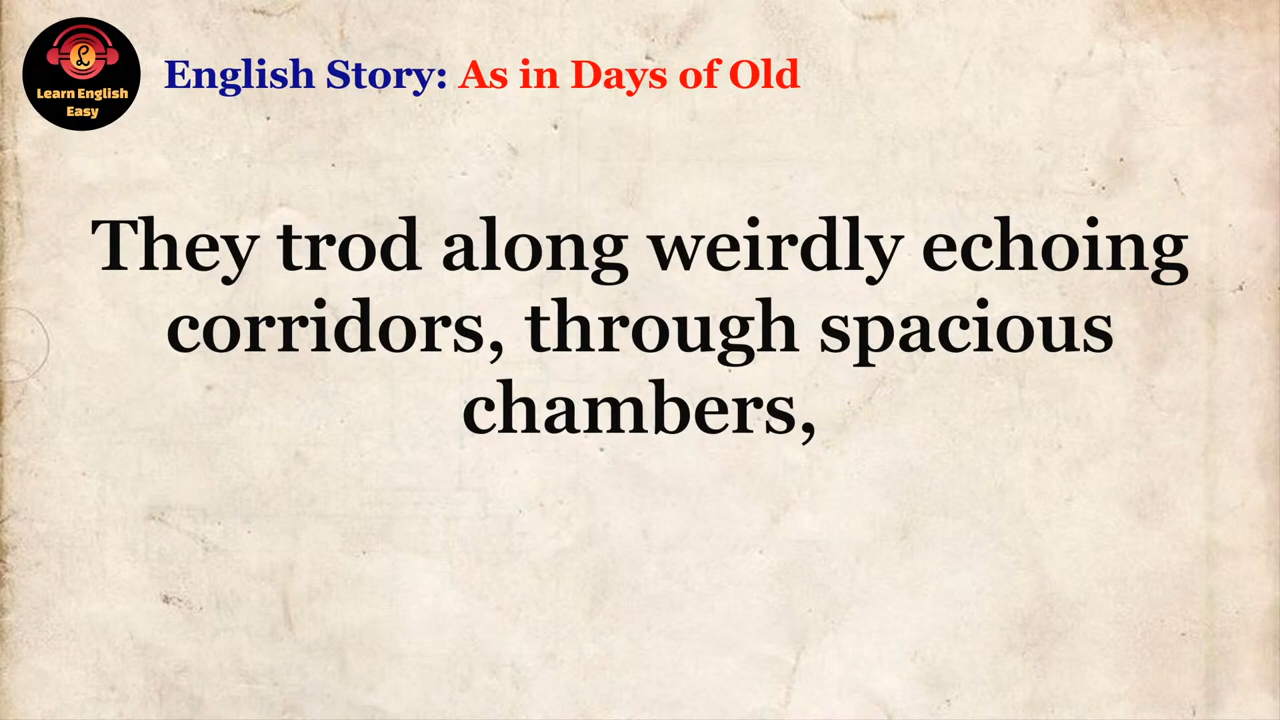 Learn English
Easy
English Story: As in Days of Old
They trod along weirdly echoing
corridors, through spacious
chambers,